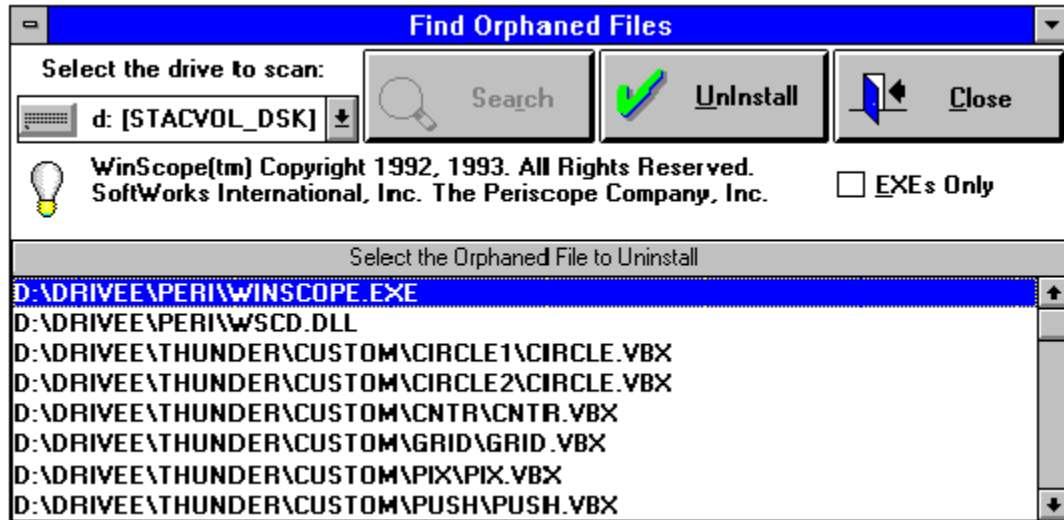 Find Orphaned Files
Select the drive to scan:
d: [STACVOL_DSK]
Search
UnInstall
Close
WinScope(tm) Copyright 1992, 1993. All Rights Reserved.
SoftWorks International, Inc. The Periscope Company, Inc.
EXEs Only
Select the Orphaned File to Uninstall
D:\DRIVEE\PERI\WINSCOPE.EXE
D:\DRIVEE\PERI\WSCD.DLL
D:\DRIVEE\THUNDER\CUSTOM\CIRCLE1\CIRCLE.VBX
D:\DRIVEE\THUNDER\CUSTOM\CIRCLE2\CIRCLE.VBX
D:\DRIVEE\THUNDER\CUSTOM\CNTR\CNTR.VBX
D:\DRIVEE\THUNDER\CUSTOM\GRID\GRID.VBX
D:\DRIVEE\THUNDER\CUSTOM\PIX\PIX.VBX
D:\DRIVEE\THUNDER\CUSTOM\PUSH\PUSH.VBX